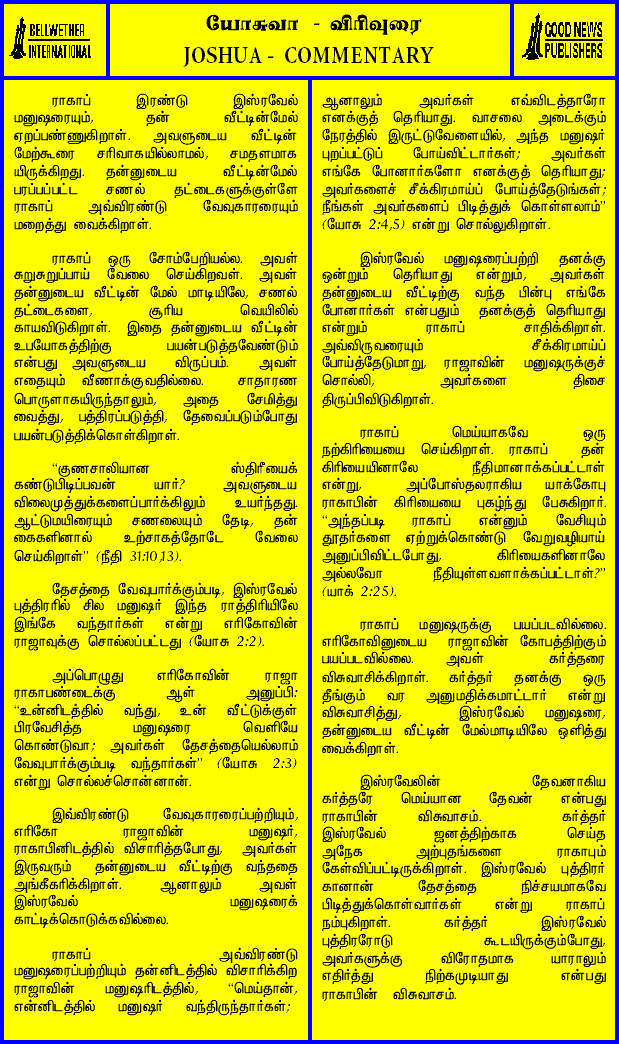 BELLWETHER
INTERNATIONAL
யோசுவா - விரிவுரை
JOSHUA - COMMENTARY
GOOD NEWS
PUBLISHERS
ராகாப் இரண்டு இஸ்ரவேல்
மனுஷரையும், தன் வீட்டின்மேல்
ஏறப்பண்ணுகிறாள். அவளுடைய வீட்டின்
மேற்கூரை சரிவாகயில்லாமல், சமதளமாக
யிருக்கிறது. தன்னுடைய வீட்டின்மேல்
பரப்பப்பட்ட சணல் தட்டைகளுக்குள்ளே
ராகாப் அவ்விரண்டு வேவுகாரரையும்
மறைத்து வைக்கிறாள்.
ராகாப் ஒரு சோம்பேறியல்ல. அவள்
சுறுசுறுப்பாய் வேலை செய்கிறவள். அவள்
தன்னுடைய வீட்டின் மேல் மாடியிலே, சணல்
தட்டைகளை, சூரிய வெயிலில்
காயவிடுகிறாள். இதை தன்னுடைய வீட்டின்
உபயோகத்திற்கு பயன்படுத்தவேண்டும்
என்பது அவளுடைய விருப்பம். அவள்
எதையும் வீணாக்குவதில்லை. சாதாரண
பொருளாகயிருந்தாலும், அதை சேமித்து
வைத்து, பத்திரப்படுத்தி, தேவைப்படும்போது
பயன்படுத்திக்கொள்கிறாள்.
“குணசாலியான ஸ்திரீயைக்
கண்டுபிடிப்பவன் யார்? அவளுடைய
விலைமுத்துக்களைப்பார்க்கிலும் உயர்ந்தது.
ஆட்டுமயிரையும் சணலையும் தேடி, தன்
கைகளினால் உற்சாகத்தோடே வேலை
செய்கிறாள்” (நீதி 31:10,13).
தேசத்தை வேவுபார்க்கும்படி, இஸ்ரவேல்
புத்திரரில் சில மனுஷர் இந்த ராத்திரியிலே
இங்கே வந்தார்கள் என்று எரிகோவின்
ராஜாவுக்கு சொல்லப்பட்டது (யோசு 2:2).
அப்பொழுது எரிகோவின் ராஜா
ராகாபண்டைக்கு ஆள் அனுப்பி:
“உன்னிடத்தில் வந்து, உன் வீட்டுக்குள்
பிரவேசித்த மனுஷரை வெளியே
கொண்டுவா; அவர்கள் தேசத்தையெல்லாம்
வேவுபார்க்கும்படி வந்தார்கள்” (யோசு 2:3)
என்று சொல்லச்சொன்னான்.
இவ்விரண்டு வேவுகாரரைப்பற்றியும்,
எரிகோ ராஜாவின் மனுஷர்,
ராகாபினிடத்தில் விசாரித்தபோது, அவர்கள்
இருவரும் தன்னுடைய வீட்டிற்கு வந்ததை
அங்கீகரிக்கிறாள். ஆனாலும் அவள்
இஸ்ரவேல் மனுஷரைக்
காட்டிக்கொடுக்கவில்லை.
ராகாப் அவ்விரண்டு
மனுஷரைப்பற்றியும் தன்னிடத்தில் விசாரிக்கிற
ராஜாவின் மனுஷரிடத்தில், “மெய்தான்,
என்னிடத்தில் மனுஷர் வந்திருந்தார்கள்;
ஆனாலும் அவர்கள் எவ்விடத்தாரோ
எனக்குத் தெரியாது. வாசலை அடைக்கும்
நேரத்தில் இருட்டுவேளையில், அந்த மனுஷர்
புறப்பட்டுப் போய்விட்டார்கள்; அவர்கள்
எங்கே போனார்களோ எனக்குத் தெரியாது;
அவர்களைச் சீக்கிரமாய்ப் போய்த்தேடுங்கள்;
நீங்கள் அவர்களைப் பிடித்துக் கொள்ளலாம்”
(யோசு 2:4,5) என்று சொல்லுகிறாள்.
இஸ்ரவேல் மனுஷரைப்பற்றி தனக்கு
ஒன்றும் தெரியாது என்றும், அவர்கள்
தன்னுடைய வீட்டிற்கு வந்த பின்பு எங்கே
போனார்கள் என்பதும் தனக்குத் தெரியாது
என்றும் ராகாப் சாதிக்கிறாள்.
அவ்விருவரையும் சீக்கிரமாய்ப்
போய்த்தேடுமாறு, ராஜாவின் மனுஷருக்குச்
சொல்லி, அவர்களை திசை
திருப்பிவிடுகிறாள்.
ராகாப் மெய்யாகவே ஒரு
நற்கிரியையை செய்கிறாள். ராகாப் தன்
கிரியையினாலே நீதிமானாக்கப்பட்டாள்
என்று, அப்போஸ்தலராகிய யாக்கோபு
ராகாபின் கிரியையை புகழ்ந்து பேசுகிறார்.
“அந்தப்படி ராகாப் என்னும் வேசியும்
தூதர்களை ஏற்றுக்கொண்டு வேறுவழியாய்
அனுப்பிவிட்டபோது, கிரியைகளினாலே
அல்லவோ நீதியுள்ளவளாக்கப்பட்டாள்?”
(யாக் 2:25).
ராகாப் மனுஷருக்கு பயப்படவில்லை.
எரிகோவினுடைய ராஜாவின் கோபத்திற்கும்
பயப்படவில்லை. அவள் கர்த்தரை
விசுவாசிக்கிறாள். கர்த்தர் தனக்கு ஒரு
தீங்கும் வர அனுமதிக்கமாட்டார் என்று
விசுவாசித்து, இஸ்ரவேல் மனுஷரை,
தன்னுடைய வீட்டின் மேல்மாடியிலே ஒளித்து
வைக்கிறாள்.
இஸ்ரவேலின் தேவனாகிய
கர்த்தரே மெய்யான தேவன் என்பது
ராகாபின் விசுவாசம். கர்த்தர்
இஸ்ரவேல் ஜனத்திற்காக செய்த
அநேக அற்புதங்களை ராகாபும்
கேள்விப்பட்டிருக்கிறாள். இஸ்ரவேல் புத்திரர்
கானான் தேசத்தை நிச்சயமாகவே
பிடித்துக்கொள்வார்கள் என்று ராகாப்
நம்புகிறாள். கர்த்தர் இஸ்ரவேல்
புத்திரரோடு கூடயிருக்கும்போது,
அவர்களுக்கு விரோதமாக யாராலும்
எதிர்த்து நிற்கமுடியாது என்பது
ராகாபின் விசுவாசம்.